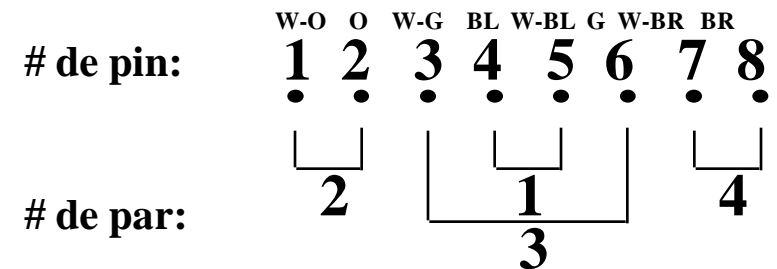 W-O O W-G BL W-BL G W-BR BR
# de pin: 1 2 3 4 5 6 7 8
2 1 4
# de par:
3